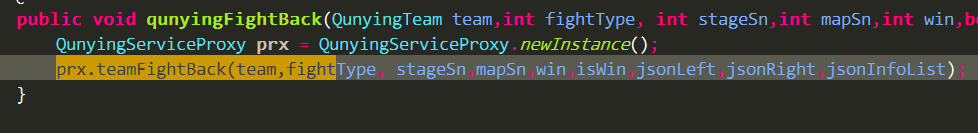 public void qunyingFightBack(QunyingTeam team,int fightType, int stageSn,int mapSn,int win,b
QunyingServiceProxy prx = QunyingServiceProxy.newInstance();
prx.teamFightBack(team,fightType, stageSn,mapSn,win,isWin,jsonLeft,jsonRight,jsonInfoList);
}